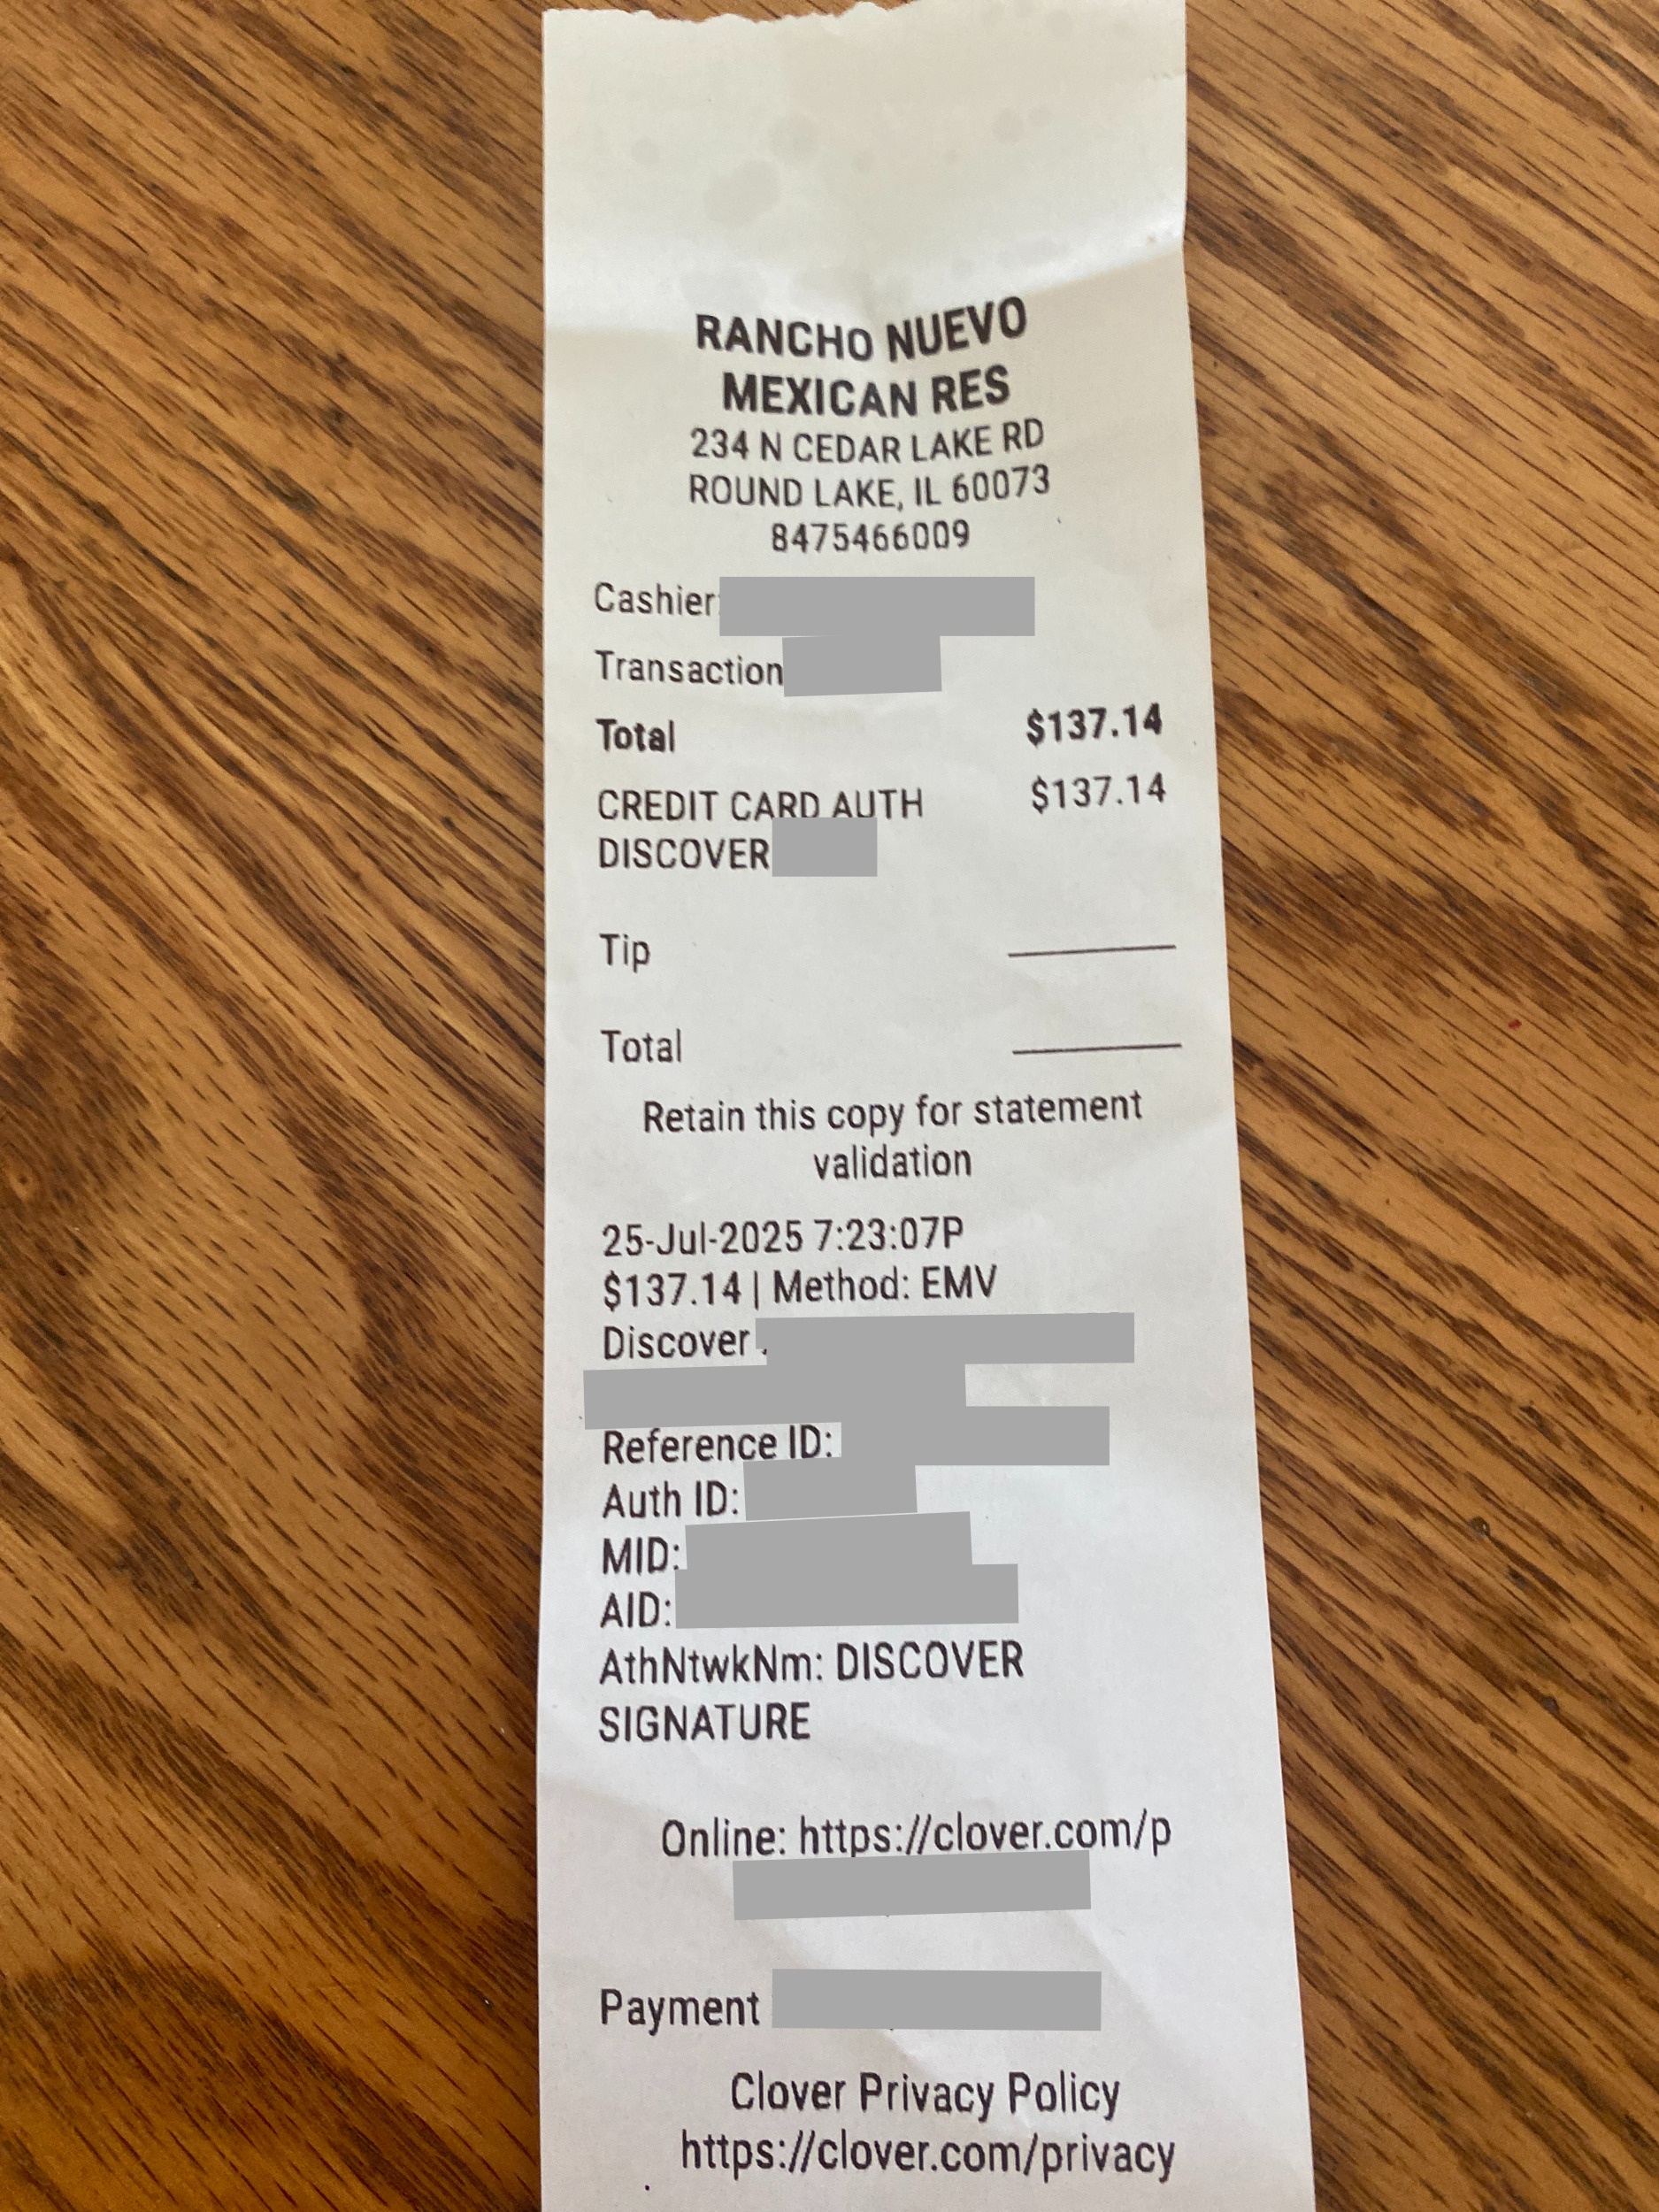 RANCHO NUEVO
MEXICAN RES
234 N CEDAR LAKE RD
ROUND LAKE, IL 60073
8475466009
Cashier:
Transaction
Total $137.14
CREDIT CARD AUTH $137.14
DISCOVER
Tip
Total
Retain this copy for statement
validation
25-Jul-2025 7:23:07P
$137.14 | Method: EMV
Discover
Reference ID:
Auth ID:
MID:
AID:
AthNtwkNm: DISCOVER
SIGNATURE
Online: https://clover.com/p
Payment
Clover Privacy Policy
https://clover.com/privacy